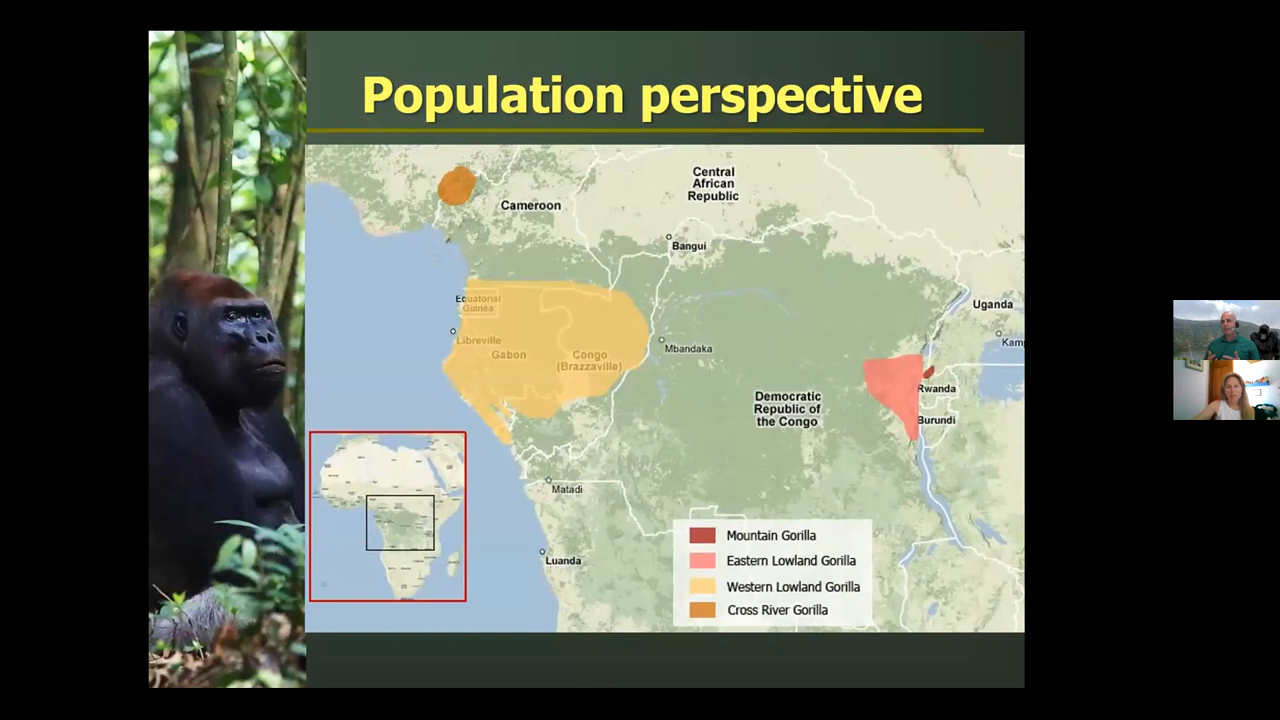 Population perspective
Central
African
Republic
Cameroon
Bangui
Equatorial
Guinea
Uganda
Libreville
Kamp
Mbandaka
Gabon
Congo
(Brazzaville)
Rwanda
Democratic
Republic of
the Congo
Burundi
Matadi
Luanda
Mountain Gorilla
Eastern Lowland Gorilla
Western Lowland Gorilla
Cross River Gorilla